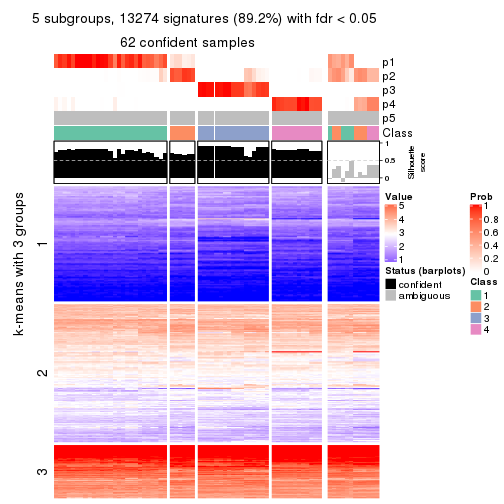 5 subgroups, 13274 signatures (89.2%) with fdr < 0.05
62 confident samples
p1
p2
p3
p4
p5
Class
1
0.5
0
Silhouette
score
k-means with 3 groups
1
2
3
Value
5
4
3
2
1
Status (barplots)
confident
ambiguous
Prob
1
0.8
0.6
0.4
0.2
0
Class
1
2
3
4